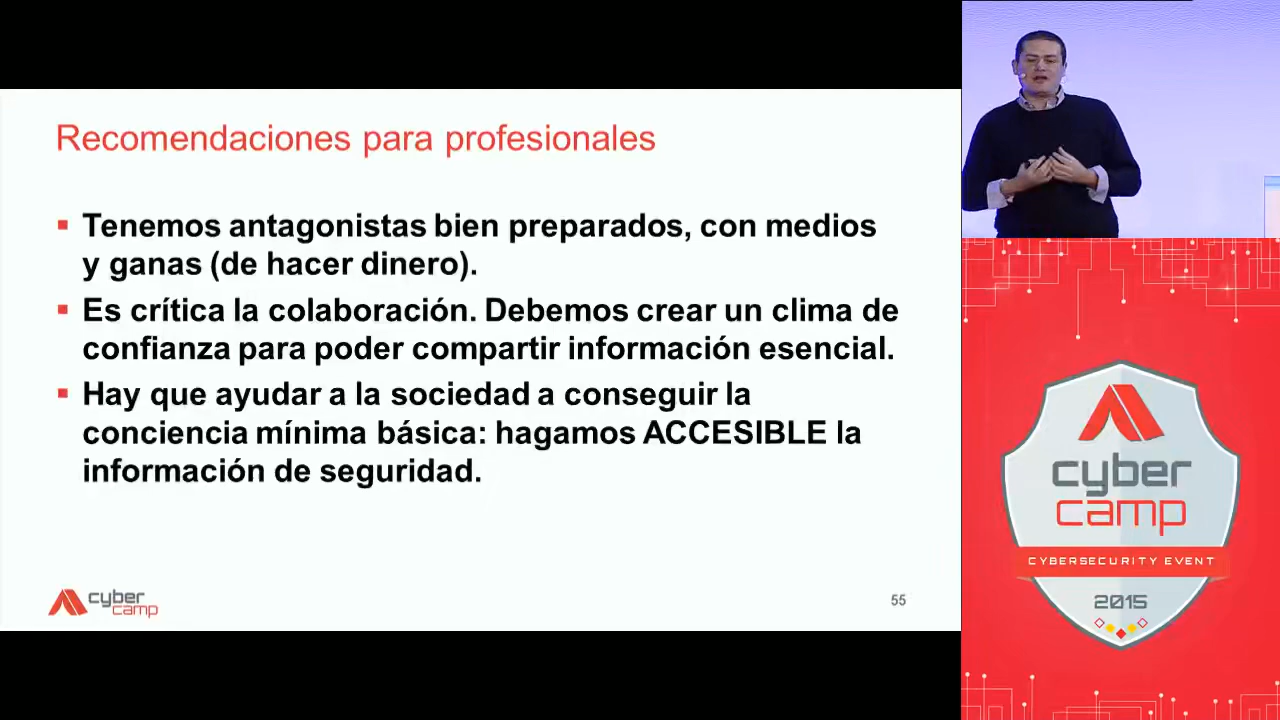 Recomendaciones para profesionales
Tenemos antagonistas bien preparados, con medios
y ganas (de hacer dinero).
Es crítica la colaboración. Debemos crear un clima de
confianza para poder compartir información esencial.
Hay que ayudar a la sociedad a conseguir la
conciencia mínima básica: hagamos ACCESIBLE la
información de seguridad.
cyber
camp
55
cyber
camp
CYBERSECURITY EVENT
2015